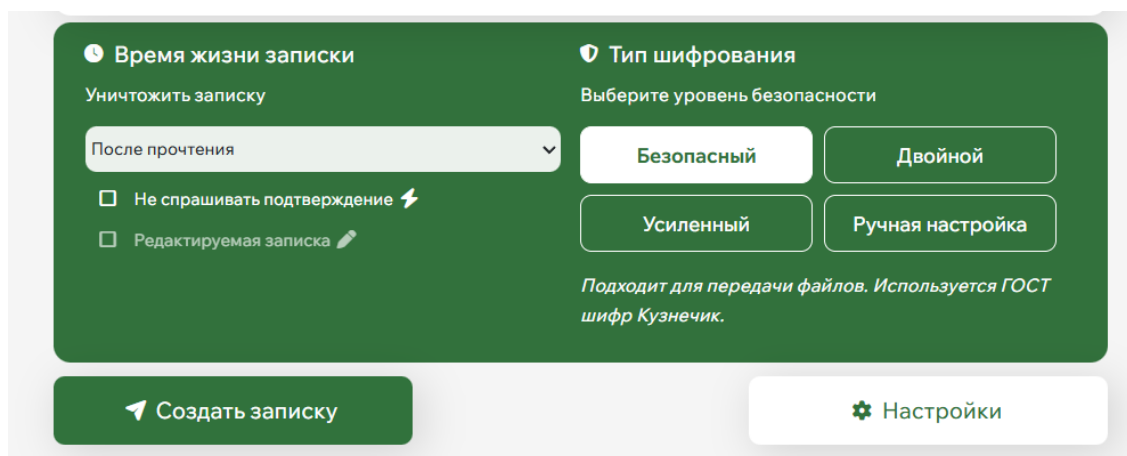 Время жизни записки
Уничтожить записку
После прочтения
Не спрашивать подтверждение
Редактируемая записка
Тип шифрования
Выберите уровень безопасности
Безопасный
Двойной
Усиленный
Ручная настройка
Подходит для передачи файлов. Используется ГОСТ
шифр Кузнечик.
Создать записку
Настройки